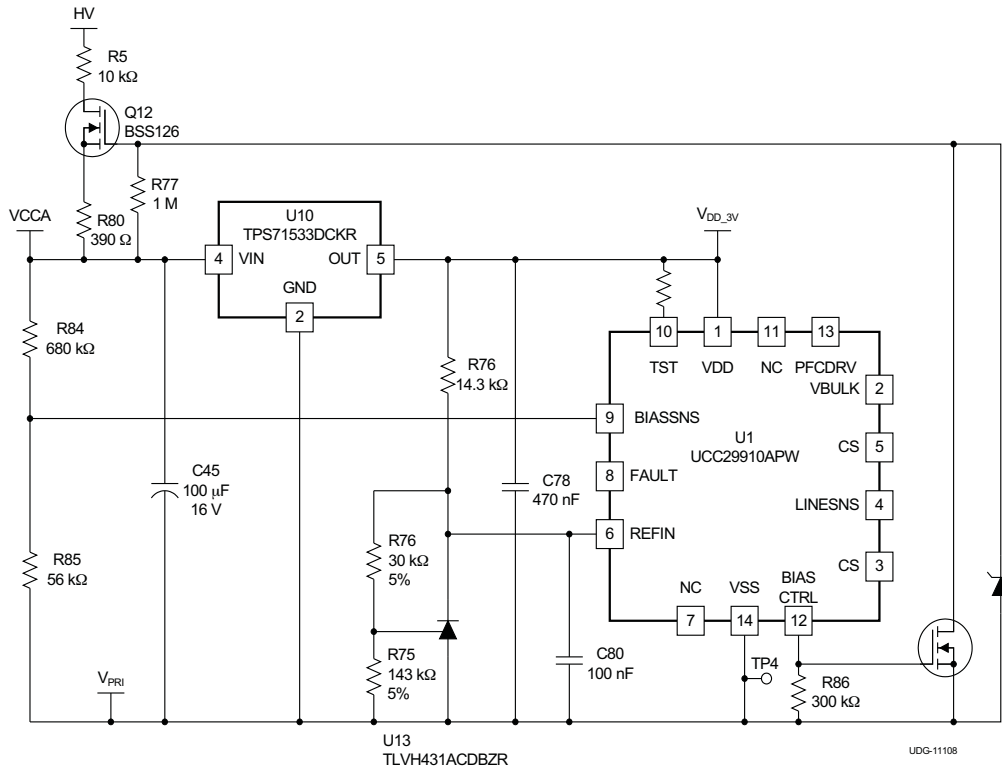 HV
R5
10 kΩ
Q12
BSS126
R77
1 M
VCCA
R80
390 Ω
U10
TPS71533DCKR
4
VIN
OUT
5
GND
2
VDD_3V
R84
680 kΩ
R76
14.3 kΩ
10
1
11
13
TST
VDD
NC
PFCDRV
VBULK
2
9
BIASSNS
U1
UCC29910APW
CS
5
8
FAULT
C45
100 µF
16 V
C78
470 nF
LINESNS
4
6
REFIN
R76
30 kΩ
5%
R85
56 kΩ
CS
3
NC
VSS
BIAS
CTRL
7
14
12
R75
143 kΩ
5%
C80
100 nF
TP4
R86
300 kΩ
VPRI
U13
TLVH431ACDBZR
UDG-11108